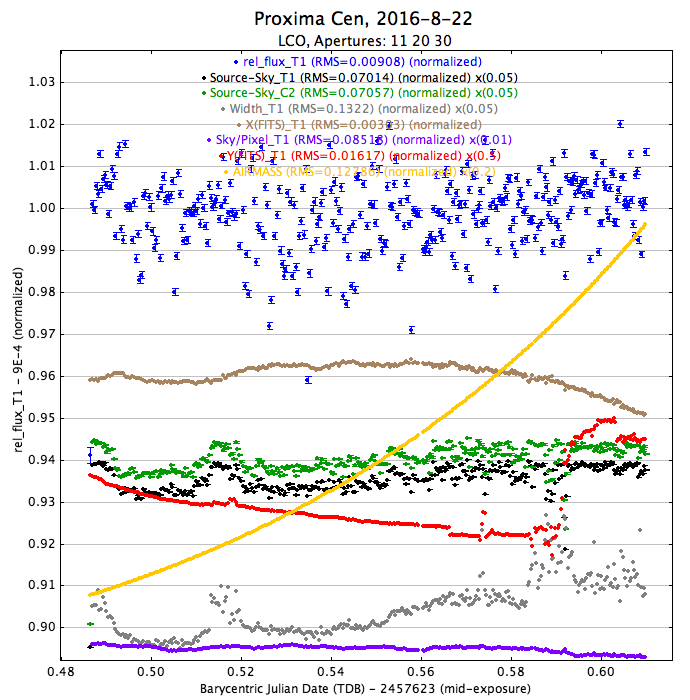 Proxima Cen, 2016-8-22
LCO, Apertures: 11 20 30
rel_flux_T1 (RMS=0.00908) (normalized)
Source-Sky_T1 (RMS=0.07014) (normalized) x(0.05)
Source-Sky_C2 (RMS=0.07057) (normalized) x(0.05)
Width_T1 (RMS=0.1322) (normalized) x(0.05)
X(FITS)_T1 (normalized)
Sky/Pixel_T1 (normalized) x(0.01)
Y(FITS)_T1 (RMS=0.01617) (normalized) x(0.5)
AIRMASS (normalized)
rel_flux_T1 – 9E-4 (normalized)
1.03
1.02
1.01
1.00
0.99
0.98
0.97
0.96
0.95
0.94
0.93
0.92
0.91
0.90
0.48
0.50
0.52
0.54
0.56
0.58
0.60
Barycentric Julian Date (TDB) – 2457623 (mid-exposure)